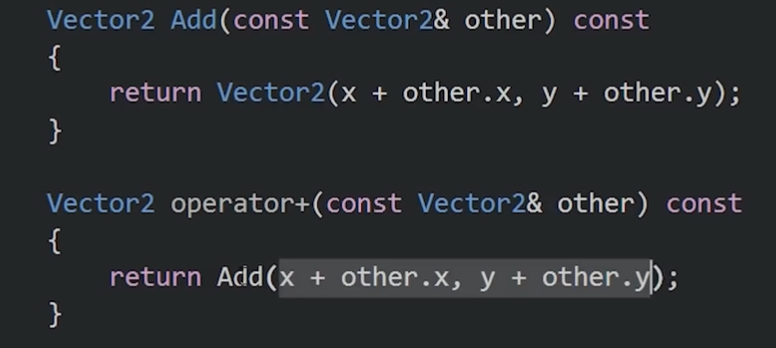 Vector2 Add(const Vector2& other) const
{
    return Vector2(x + other.x, y + other.y);
}
Vector2 operator+(const Vector2& other) const
{
    return Add(x + other.x, y + other.y);
}